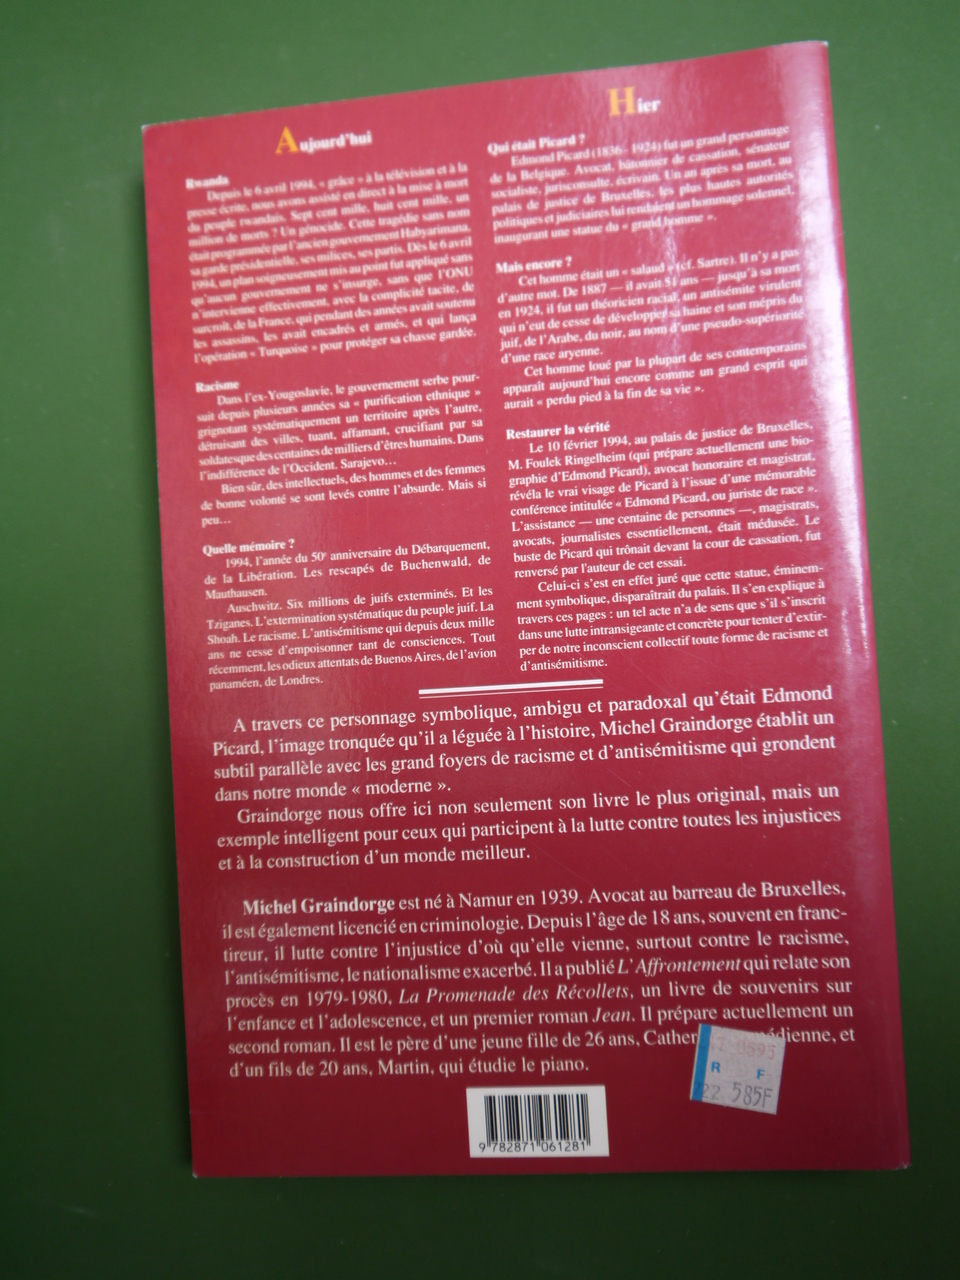 Aujourd'hui
Rwanda
Depuis le 6 avril 1994, « grâce » à la télévision et à la
presse écrite, nous avons assisté en direct à la mise à mort
du peuple rwandais. Sept cent mille, huit cent mille, un
million de morts ? Un génocide. Cette tragédie sans nom
était programmée par l'ancien gouvernement Habyarimana,
sa garde présidentielle, ses milices, ses partis. Dès le 6 avril
1994, un plan soigneusement mis au point fut appliqué sans
qu'aucun gouvernement ne s'insurge, sans que l'ONU
n'intervienne effectivement, avec la complicité tacite, de
surcroît, de la France, qui pendant des années avait soutenu
les assassins, les avait encadrés et armés, et qui lança
l'opération « Turquoise » pour protéger sa chasse gardée.
Racisme
Dans l'ex-Yougoslavie, le gouvernement serbe pour-
suit depuis plusieurs années sa « purification ethnique »
grignotant systématiquement un territoire après l'autre,
détruisant des villes, tuant, affamant, crucifiant par sa
soldatesque des centaines de milliers d'êtres humains. Dans
l'indifférence de l'Occident. Sarajevo…
Bien sûr, des intellectuels, des hommes et des femmes
de bonne volonté se sont levés contre l'absurde. Mais si
peu…
Quelle mémoire ?
1994, l'année du 50e anniversaire du Débarquement,
de la Libération. Les rescapés de Buchenwald, de
Mauthausen.
Auschwitz. Six millions de juifs exterminés. Et les
Tziganes. L'extermination systématique du peuple juif. La
Shoah. Le racisme. L'antisémitisme qui depuis deux mille
ans ne cesse d'empoisonner tant de consciences. Tout
récemment, les odieux attentats de Buenos Aires, de l'avion
panaméen, de Londres.
Hier
Qui était Picard ?
Edmond Picard (1836 - 1924) fut un grand personnage
de la Belgique. Avocat, bâtonnier de cassation, sénateur
socialiste, jurisconsulte, écrivain. Un an après sa mort, au
palais de justice de Bruxelles, les plus hautes autorités
politiques et judiciaires lui rendaient un hommage solennel,
inaugurant une statue du « grand homme ».
Mais encore ?
Cet homme était un « salaud » (cf. Sartre). Il n'y a pas
d'autre mot. De 1887 — il avait 51 ans — jusqu'à sa mort
en 1924, il fut un théoricien racial, un antisémite virulent
qui n'eut de cesse de développer sa haine et son mépris du
juif, de l'Arabe, du noir, au nom d'une pseudo-supériorité
d'une race aryenne.
Cet homme loué par la plupart de ses contemporains
apparaît aujourd'hui encore comme un grand esprit qui
aurait « perdu pied à la fin de sa vie ».
Restaurer la vérité
Le 10 février 1994, au palais de justice de Bruxelles,
M. Foulek Ringelheim (qui prépare actuellement une bio-
graphie d'Edmond Picard), avocat honoraire et magistrat,
révéla le vrai visage de Picard à l'issue d'une mémorable
conférence intitulée « Edmond Picard, ou juriste de race ».
L'assistance — une centaine de personnes —, magistrats,
avocats, journalistes essentiellement, était médusée. Le
buste de Picard qui trônait devant la cour de cassation, fut
renversé par l'auteur de cet essai.
Celui-ci s'est en effet juré que cette statue, éminem-
ment symbolique, disparaîtrait du palais. Il s'en explique à
travers ces pages : un tel acte n'a de sens que s'il s'inscrit
dans une lutte intransigeante et concrète pour tenter d'extir-
per de notre inconscient collectif toute forme de racisme et
d'antisémitisme.
A travers ce personnage symbolique, ambigu et paradoxal qu'était Edmond
Picard, l'image tronquée qu'il a léguée à l'histoire, Michel Graindorge établit un
subtil parallèle avec les grand foyers de racisme et d'antisémitisme qui grondent
dans notre monde « moderne ».
Graindorge nous offre ici non seulement son livre le plus original, mais un
exemple intelligent pour ceux qui participent à la lutte contre toutes les injustices
et à la construction d'un monde meilleur.
Michel Graindorge est né à Namur en 1939. Avocat au barreau de Bruxelles,
il est également licencié en criminologie. Depuis l'âge de 18 ans, souvent en franc-
tireur, il lutte contre l'injustice d'où qu'elle vienne, surtout contre le racisme,
l'antisémitisme, le nationalisme exacerbé. Il a publié L'Affrontement qui relate son
procès en 1979-1980, La Promenade des Récollets, un livre de souvenirs sur
l'enfance et l'adolescence, et un premier roman Jean. Il prépare actuellement un
second roman. Il est le père d'une jeune fille de 26 ans, Cather médienne, et
d'un fils de 20 ans, Martin, qui étudie le piano.
0395
R F
22 585F
9 782871 061281